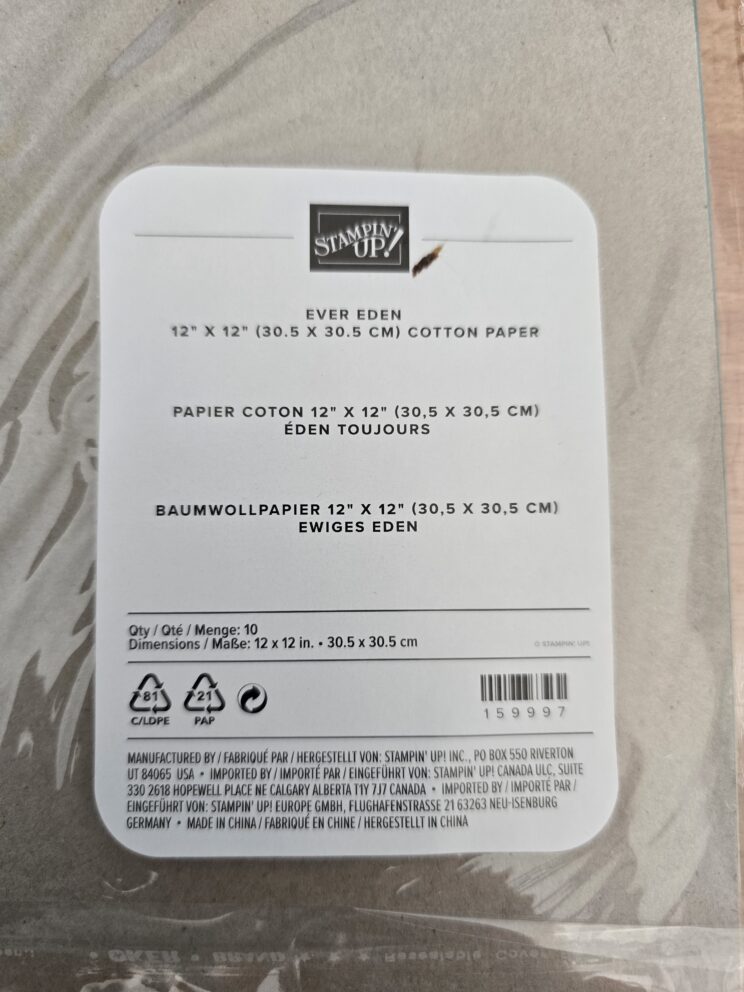 STAMPIN' UP!
EVER EDEN
12" X 12" (30.5 X 30.5 CM) COTTON PAPER
PAPIER COTON 12" X 12" (30,5 X 30,5 CM)
ÉDEN TOUJOURS
BAUMWOLLPAPIER 12" X 12" (30,5 X 30,5 CM)
EWIGES EDEN
Qty / Qté / Menge: 10
Dimensions / Maße: 12 x 12 in. • 30.5 x 30.5 cm
© STAMPIN' UP!
81
21
C/LDPE
PAP
159997
MANUFACTURED BY / FABRIQUÉ PAR / HERGESTELLT VON: STAMPIN' UP! INC., PO BOX 550 RIVERTON
UT 84065 USA • IMPORTED BY / IMPORTÉ PAR / EINGEFÜHRT VON: STAMPIN' UP! CANADA ULC, SUITE
330 2618 HOPEWELL PLACE NE CALGARY ALBERTA T1Y 7J7 CANADA • IMPORTED BY / IMPORTÉ PAR /
EINGEFÜHRT VON: STAMPIN' UP! EUROPE GMBH, FLUGHAFENSTRASSE 21 63263 NEU-ISENBURG
GERMANY • MADE IN CHINA / FABRIQUÉ EN CHINE / HERGESTELLT IN CHINA
BRAND ★ ★ ★ Resealable